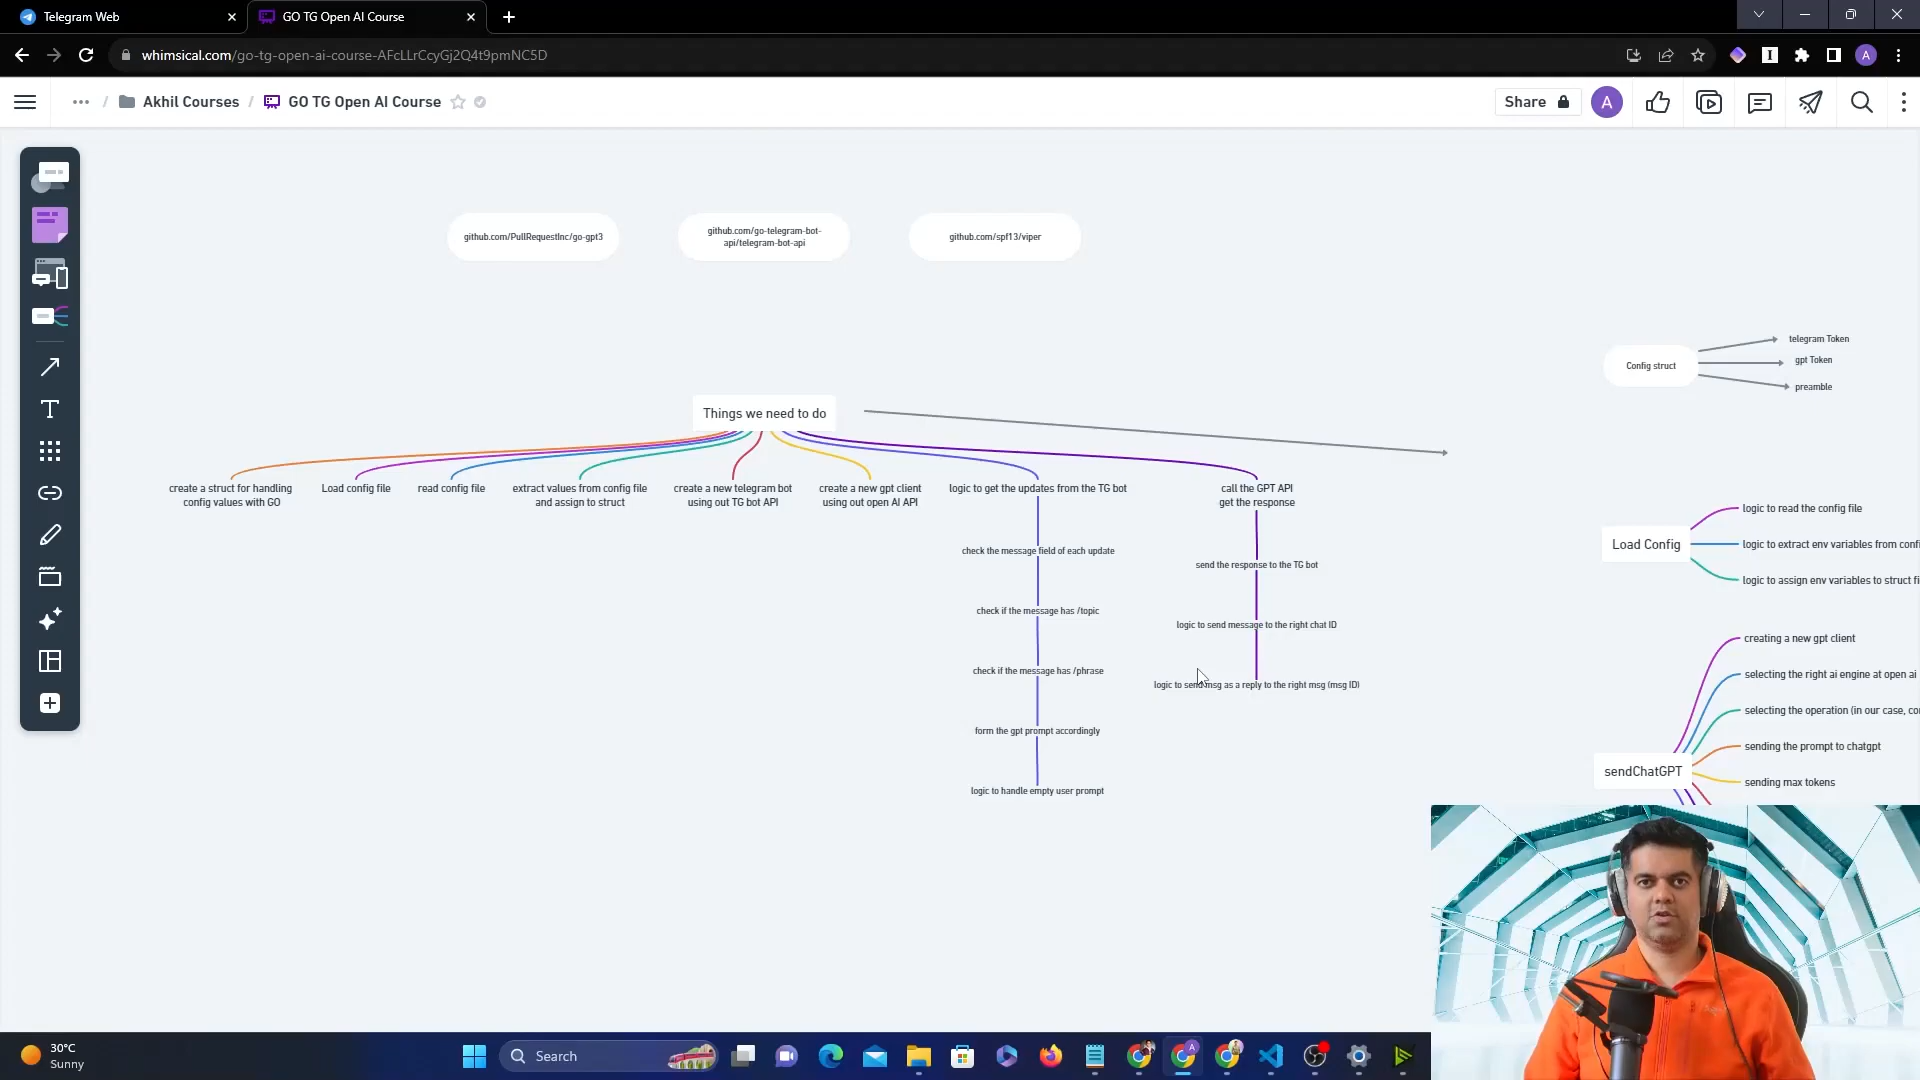 Telegram Web
GO TG Open AI Course
whimsical.com/go-tg-open-ai-course-AFcLLrCcyGj2Q4t9pmNC5D
A
... / Akhil Courses / GO TG Open AI Course
Share
A
github.com/PullRequestInc/go-gpt3
github.com/go-telegram-bot-
api/telegram-bot-api
github.com/spf13/viper
Config struct
telegram Token
gpt Token
preamble
Things we need to do
create a struct for handling
config values with GO
Load config file
read config file
extract values from config file
and assign to struct
create a new telegram bot
using out TG bot API
create a new gpt client
using out open AI API
logic to get the updates from the TG bot
check the message field of each update
check if the message has /topic
check if the message has /phrase
form the gpt prompt accordingly
logic to handle empty user prompt
call the GPT API
get the response
send the response to the TG bot
logic to send message to the right chat ID
logic to send msg as a reply to the right msg (msg ID)
Load Config
logic to read the config file
logic to extract env variables from confi
logic to assign env variables to struct fi
sendChatGPT
creating a new gpt client
selecting the right ai engine at open ai
selecting the operation (in our case, co
sending the prompt to chatgpt
sending max tokens
30°C
Sunny
Search